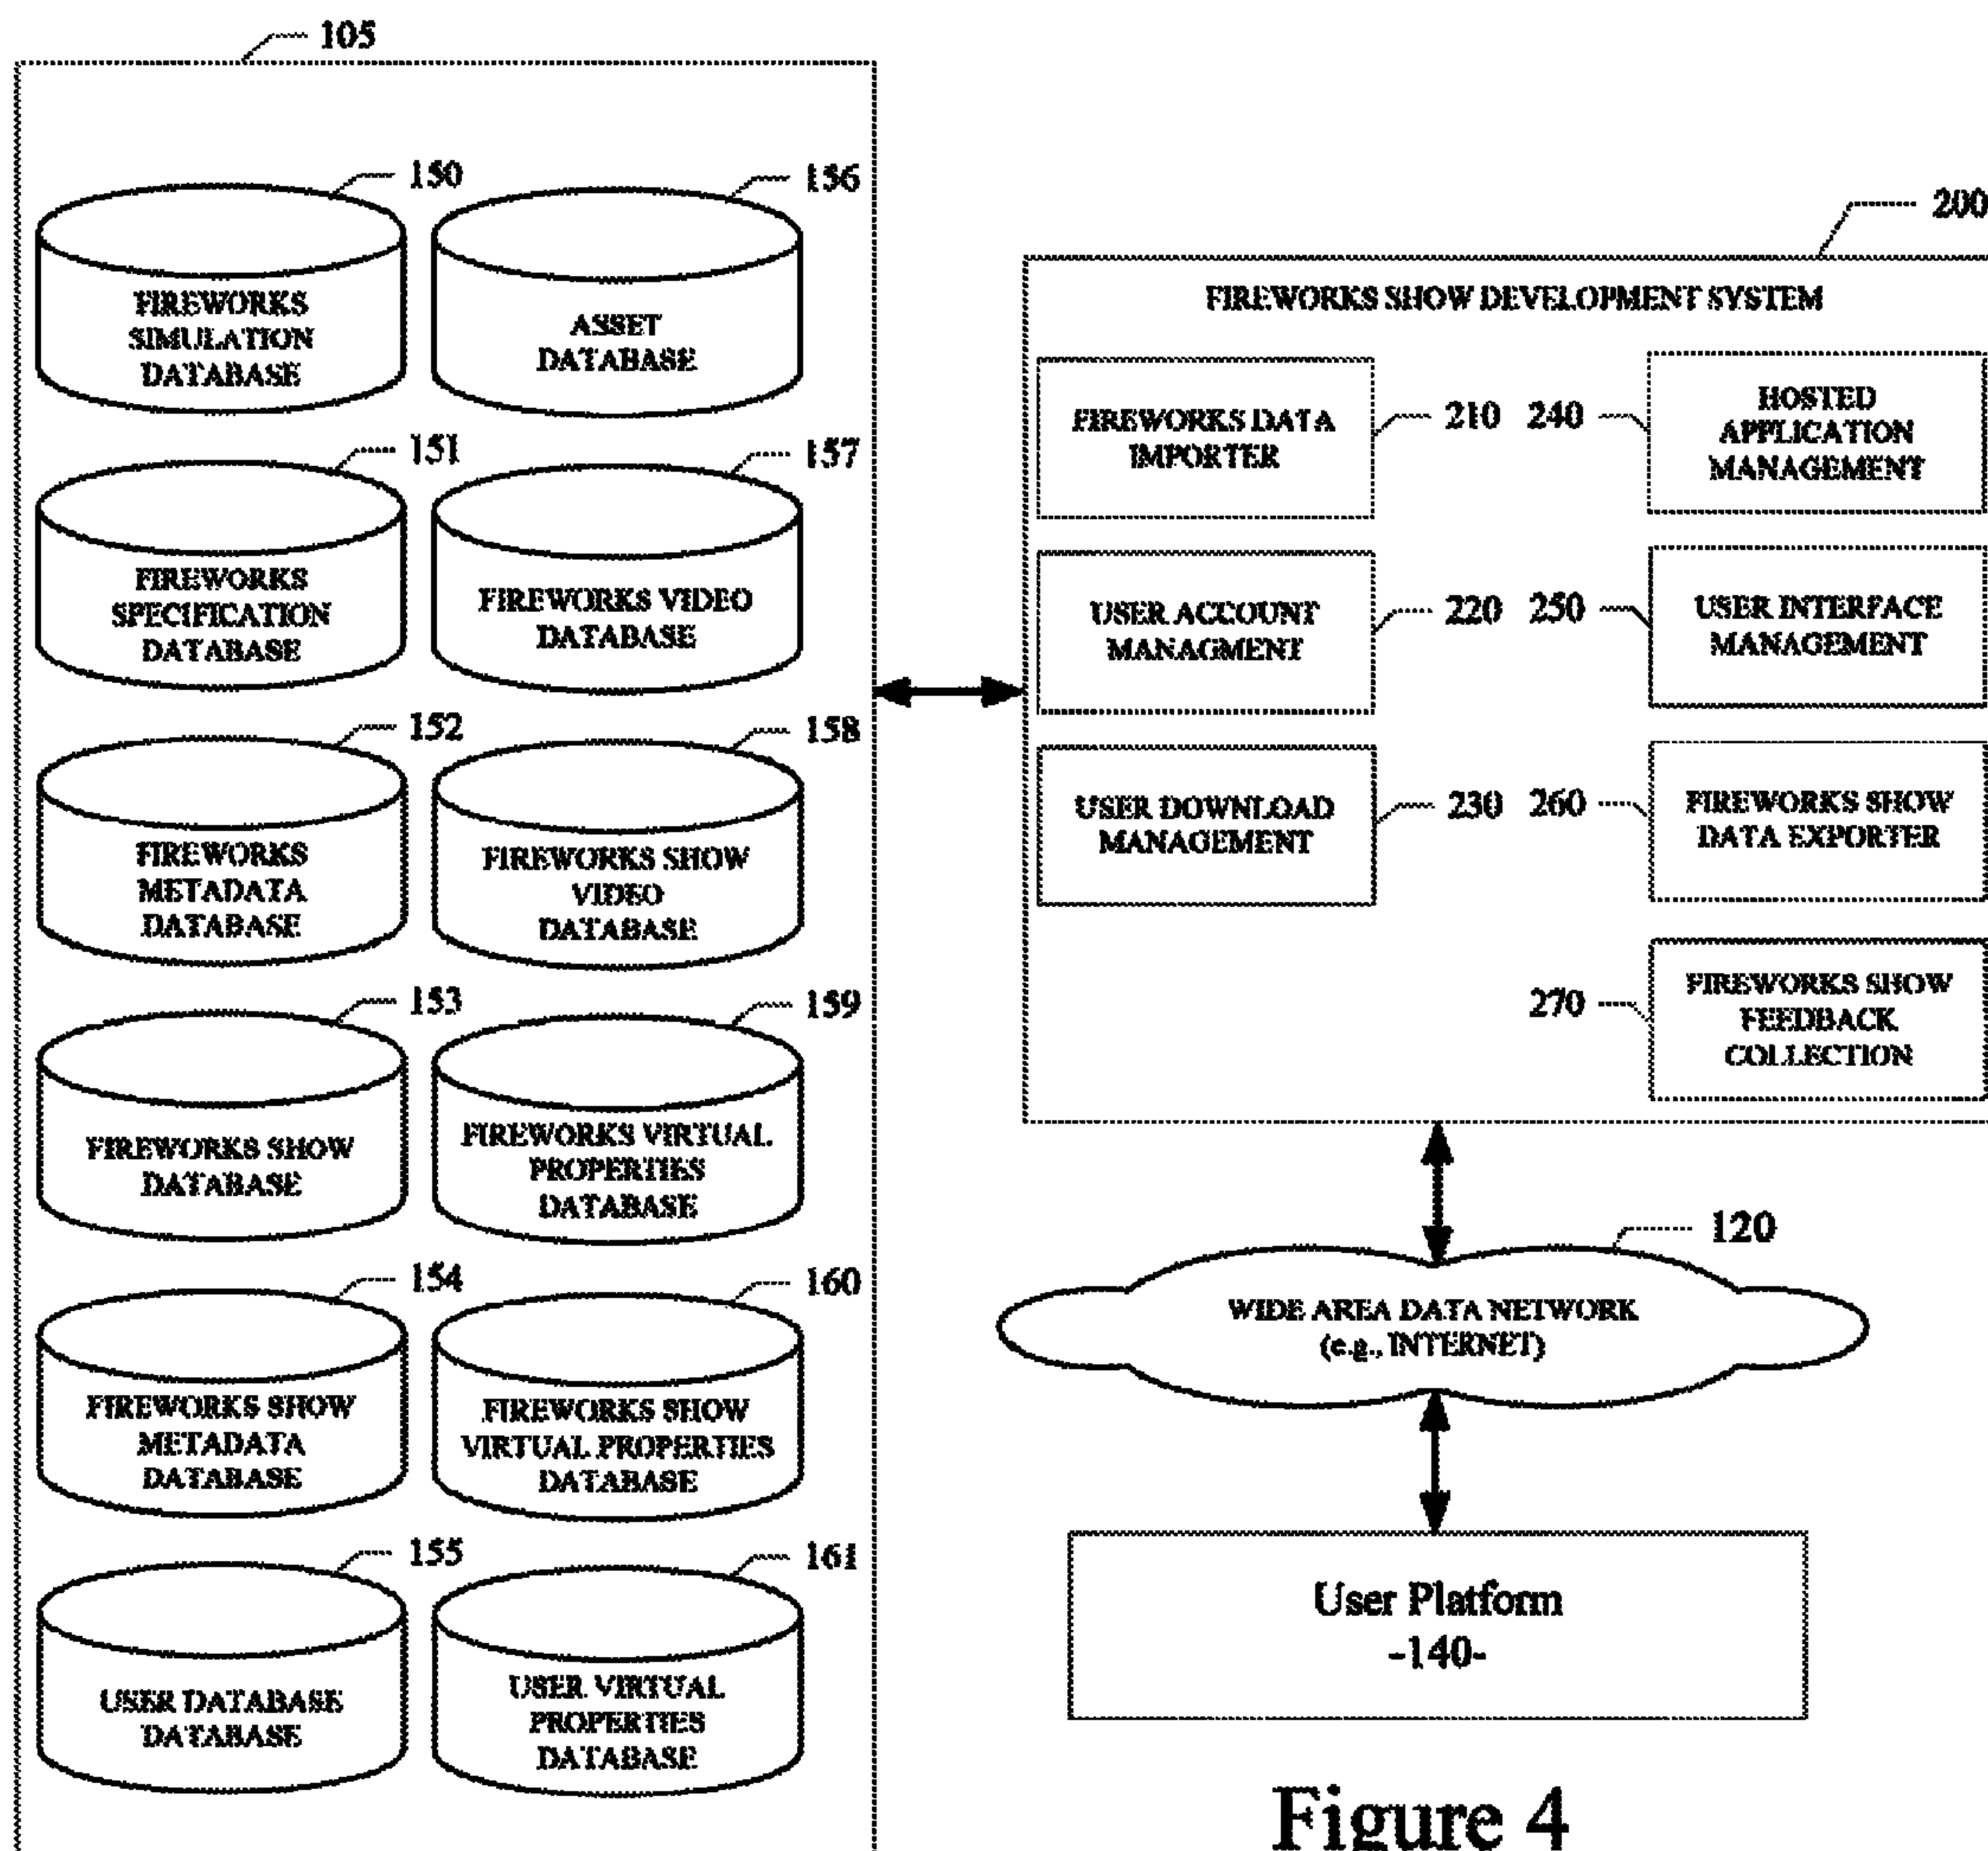 105
150
FIREWORKS
SIMULATION
DATABASE
156
ASSET
DATABASE
151
FIREWORKS
SPECIFICATION
DATABASE
157
FIREWORKS VIDEO
DATABASE
152
FIREWORKS
METADATA
DATABASE
158
FIREWORKS SHOW
VIDEO
DATABASE
153
FIREWORKS SHOW
DATABASE
159
FIREWORKS VIRTUAL
PROPERTIES
DATABASE
154
FIREWORKS SHOW
METADATA
DATABASE
160
FIREWORKS SHOW
VIRTUAL PROPERTIES
DATABASE
155
USER DATABASE
DATABASE
161
USER VIRTUAL
PROPERTIES
DATABASE
200
FIREWORKS SHOW DEVELOPMENT SYSTEM
FIREWORKS DATA
IMPORTER
210
240
HOSTED
APPLICATION
MANAGEMENT
USER ACCOUNT
MANAGMENT
220
250
USER INTERFACE
MANAGEMENT
USER DOWNLOAD
MANAGEMENT
230
260
FIREWORKS SHOW
DATA EXPORTER
270
FIREWORKS SHOW
FEEDBACK
COLLECTION
120
WIDE AREA DATA NETWORK
(e.g., INTERNET)
User Platform
-140-
Figure 4